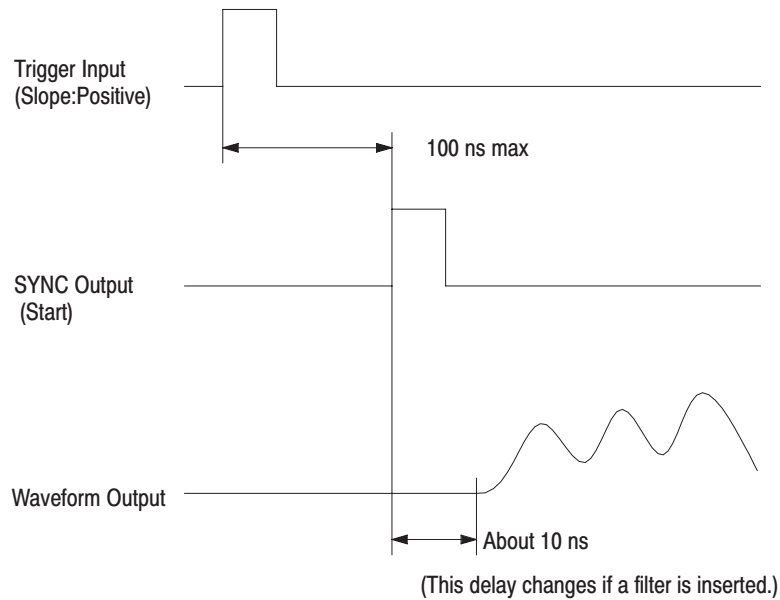 Trigger Input
(Slope:Positive)
100 ns max
SYNC Output
(Start)
Waveform Output
About 10 ns
(This delay changes if a filter is inserted.)